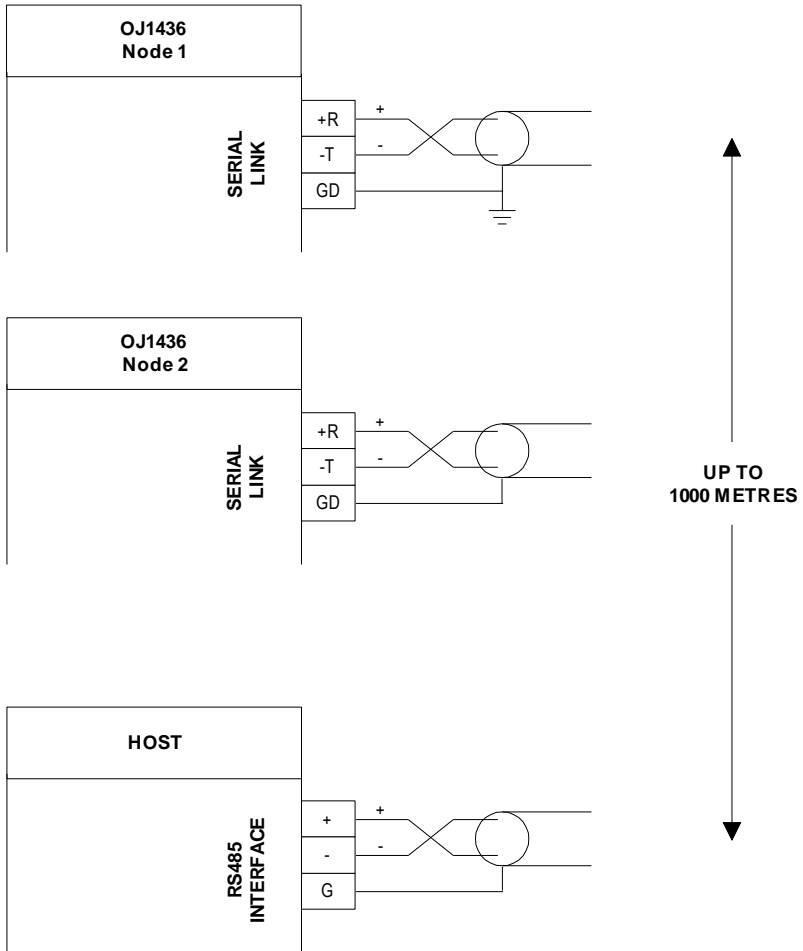 OJ1436
Node 1
SERIAL
LINK
+R
-T
GD
+
-
OJ1436
Node 2
SERIAL
LINK
+R
-T
GD
+
-
UP TO
1000 METRES
HOST
RS485
INTERFACE
+
-
G
+
-